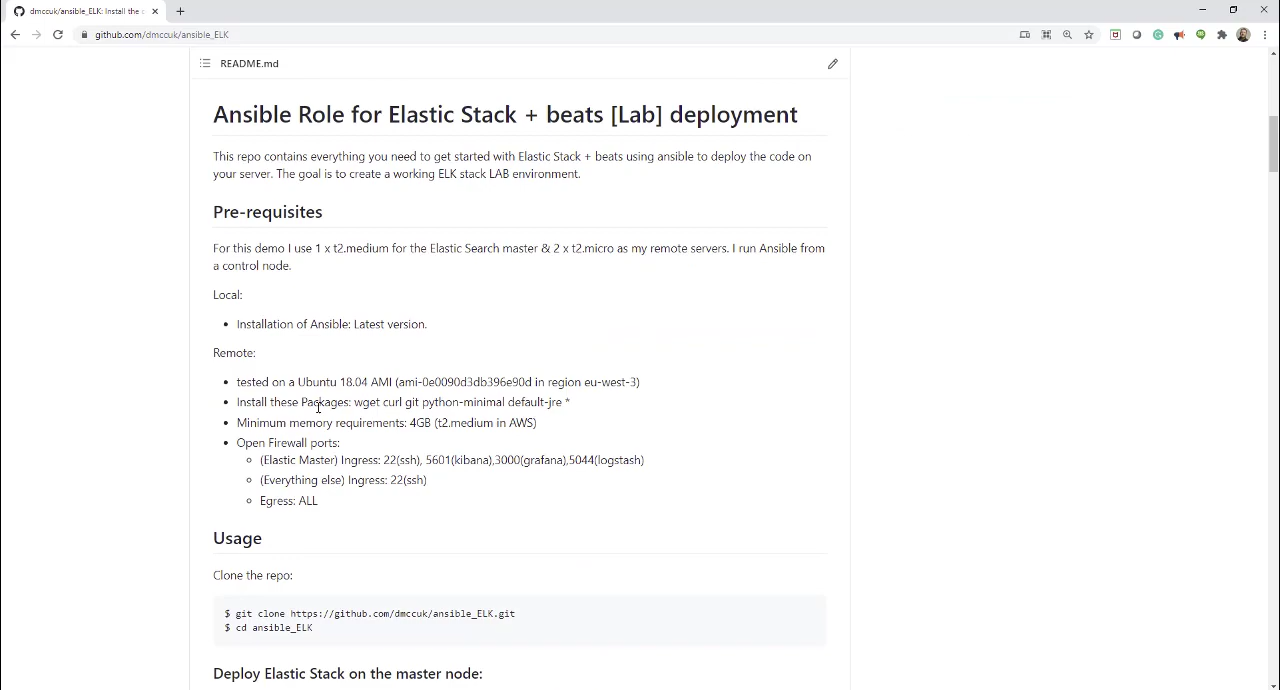 dmccuk/ansible_ELK: Install the c
github.com/dmccuk/ansible_ELK
README.md
Ansible Role for Elastic Stack + beats [Lab] deployment
This repo contains everything you need to get started with Elastic Stack + beats using ansible to deploy the code on
your server. The goal is to create a working ELK stack LAB environment.
Pre-requisites
For this demo I use 1 x t2.medium for the Elastic Search master & 2 x t2.micro as my remote servers. I run Ansible from
a control node.
Local:
• Installation of Ansible: Latest version.
Remote:
• tested on a Ubuntu 18.04 AMI (ami-0e0090d3db396e90d in region eu-west-3)
• Install these Packages: wget curl git python-minimal default-jre *
• Minimum memory requirements: 4GB (t2.medium in AWS)
• Open Firewall ports:
◦ (Elastic Master) Ingress: 22(ssh), 5601(kibana),3000(grafana),5044(logstash)
◦ (Everything else) Ingress: 22(ssh)
◦ Egress: ALL
Usage
Clone the repo:
$ git clone https://github.com/dmccuk/ansible_ELK.git
$ cd ansible_ELK
Deploy Elastic Stack on the master node: